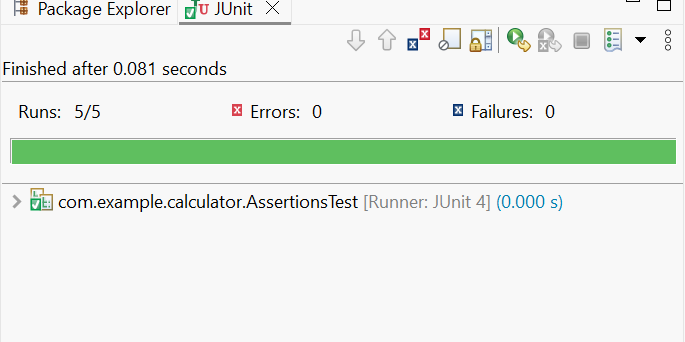 Package Explorer JUnit
Finished after 0.081 seconds
Runs: 5/5 Errors: 0 Failures: 0
com.example.calculator.AssertionsTest [Runner: JUnit 4] (0.000 s)